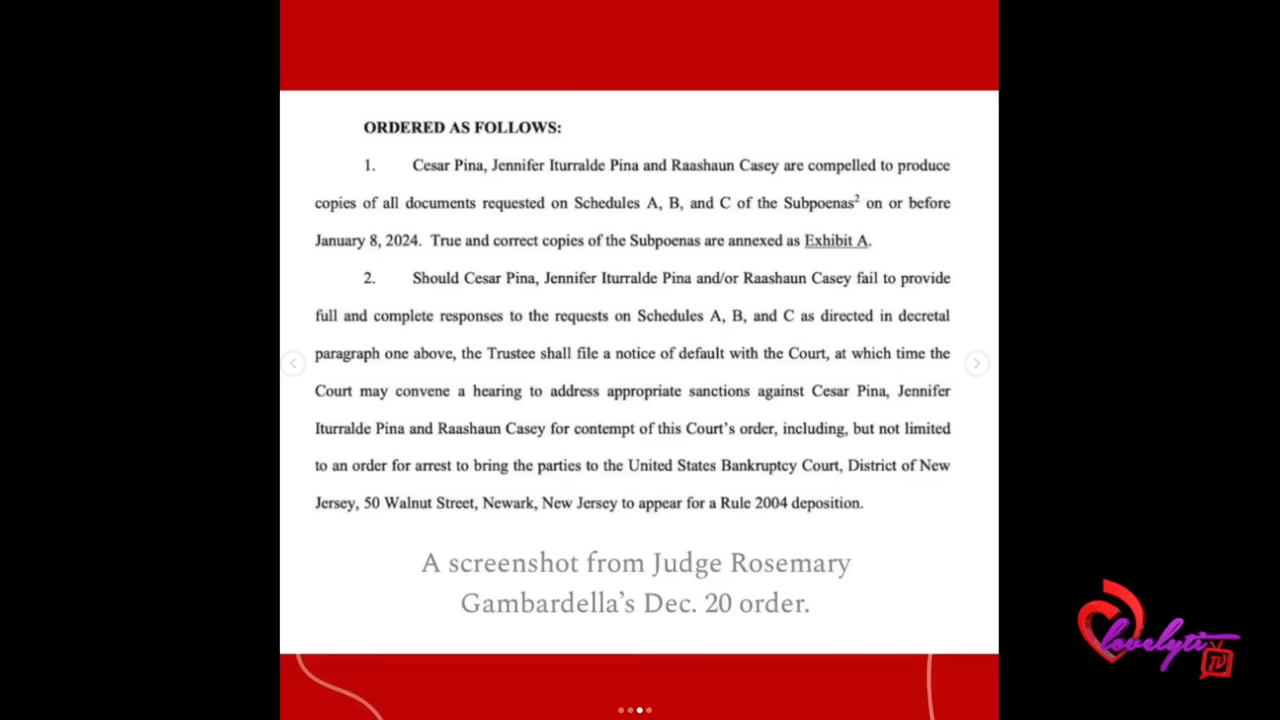 ORDERED AS FOLLOWS:
1. Cesar Pina, Jennifer Iturralde Pina and Raashaun Casey are compelled to produce
copies of all documents requested on Schedules A, B, and C of the Subpoenas² on or before
January 8, 2024. True and correct copies of the Subpoenas are annexed as Exhibit A.
2. Should Cesar Pina, Jennifer Iturralde Pina and/or Raashaun Casey fail to provide
full and complete responses to the requests on Schedules A, B, and C as directed in decretal
paragraph one above, the Trustee shall file a notice of default with the Court, at which time the
Court may convene a hearing to address appropriate sanctions against Cesar Pina, Jennifer
Iturralde Pina and Raashaun Casey for contempt of this Court's order, including, but not limited
to an order for arrest to bring the parties to the United States Bankruptcy Court, District of New
Jersey, 50 Walnut Street, Newark, New Jersey to appear for a Rule 2004 deposition.
A screenshot from Judge Rosemary
Gambardella's Dec. 20 order.
lovelyti
TV